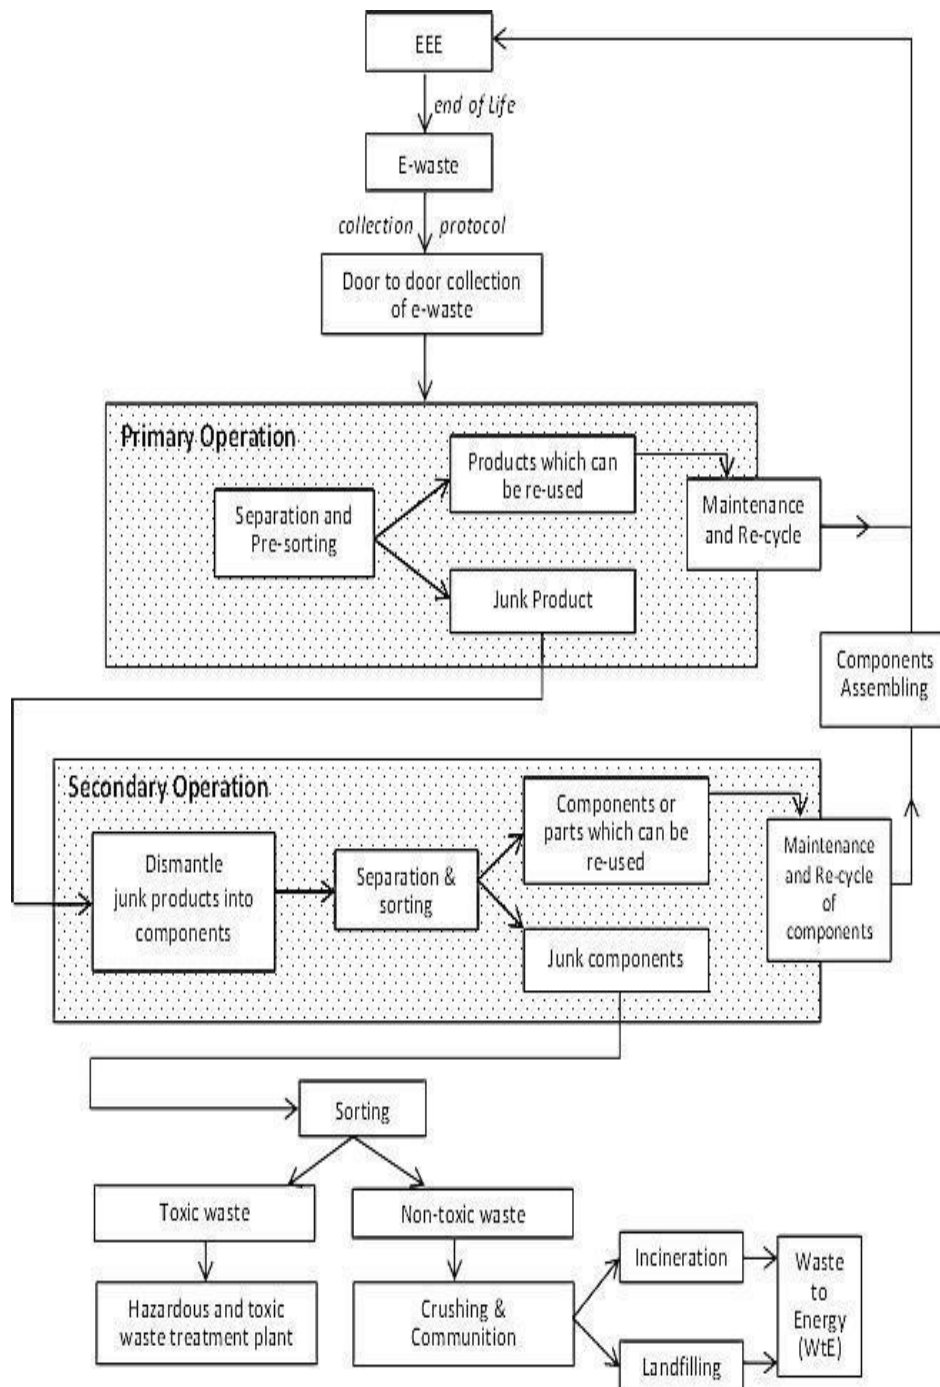 EEE
end of Life
E-waste
collection protocol
Door to door collection
of e-waste
Primary Operation
Products which can
be re-used
Separation and
Pre-sorting
Maintenance
and Re-cycle
Junk Product
Components
Assembling
Secondary Operation
Components or
parts which can be
re-used
Dismantle
junk products into
components
Separation &
sorting
Maintenance
and Re-cycle
of
components
Junk components
Sorting
Toxic waste
Non-toxic waste
Incineration
Waste
to
Energy
(WtE)
Hazardous and toxic
waste treatment plant
Crushing &
Communition
Landfilling